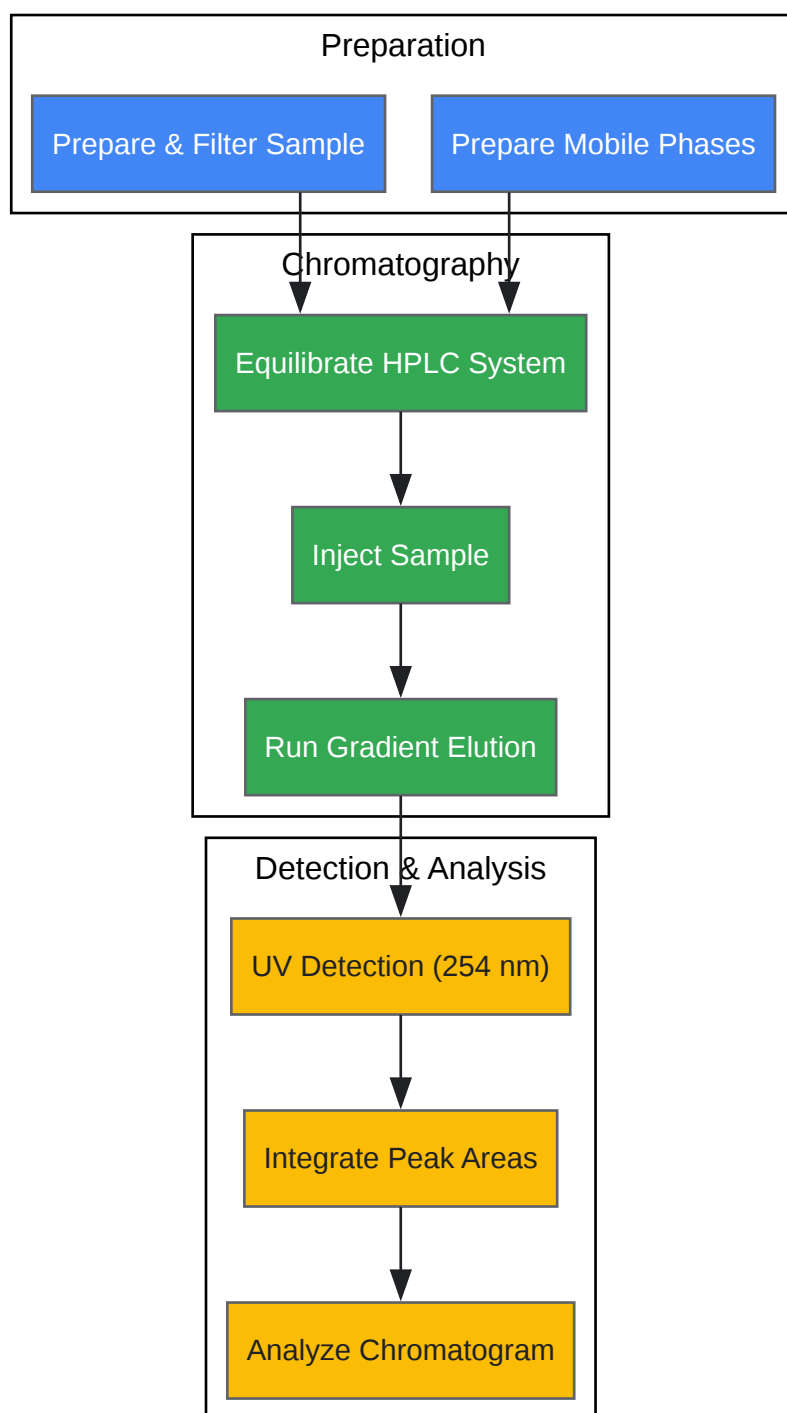 Preparation
Prepare & Filter Sample
Prepare Mobile Phases
Chromatography
Equilibrate HPLC System
Inject Sample
Run Gradient Elution
Detection & Analysis
UV Detection (254 nm)
Integrate Peak Areas
Analyze Chromatogram